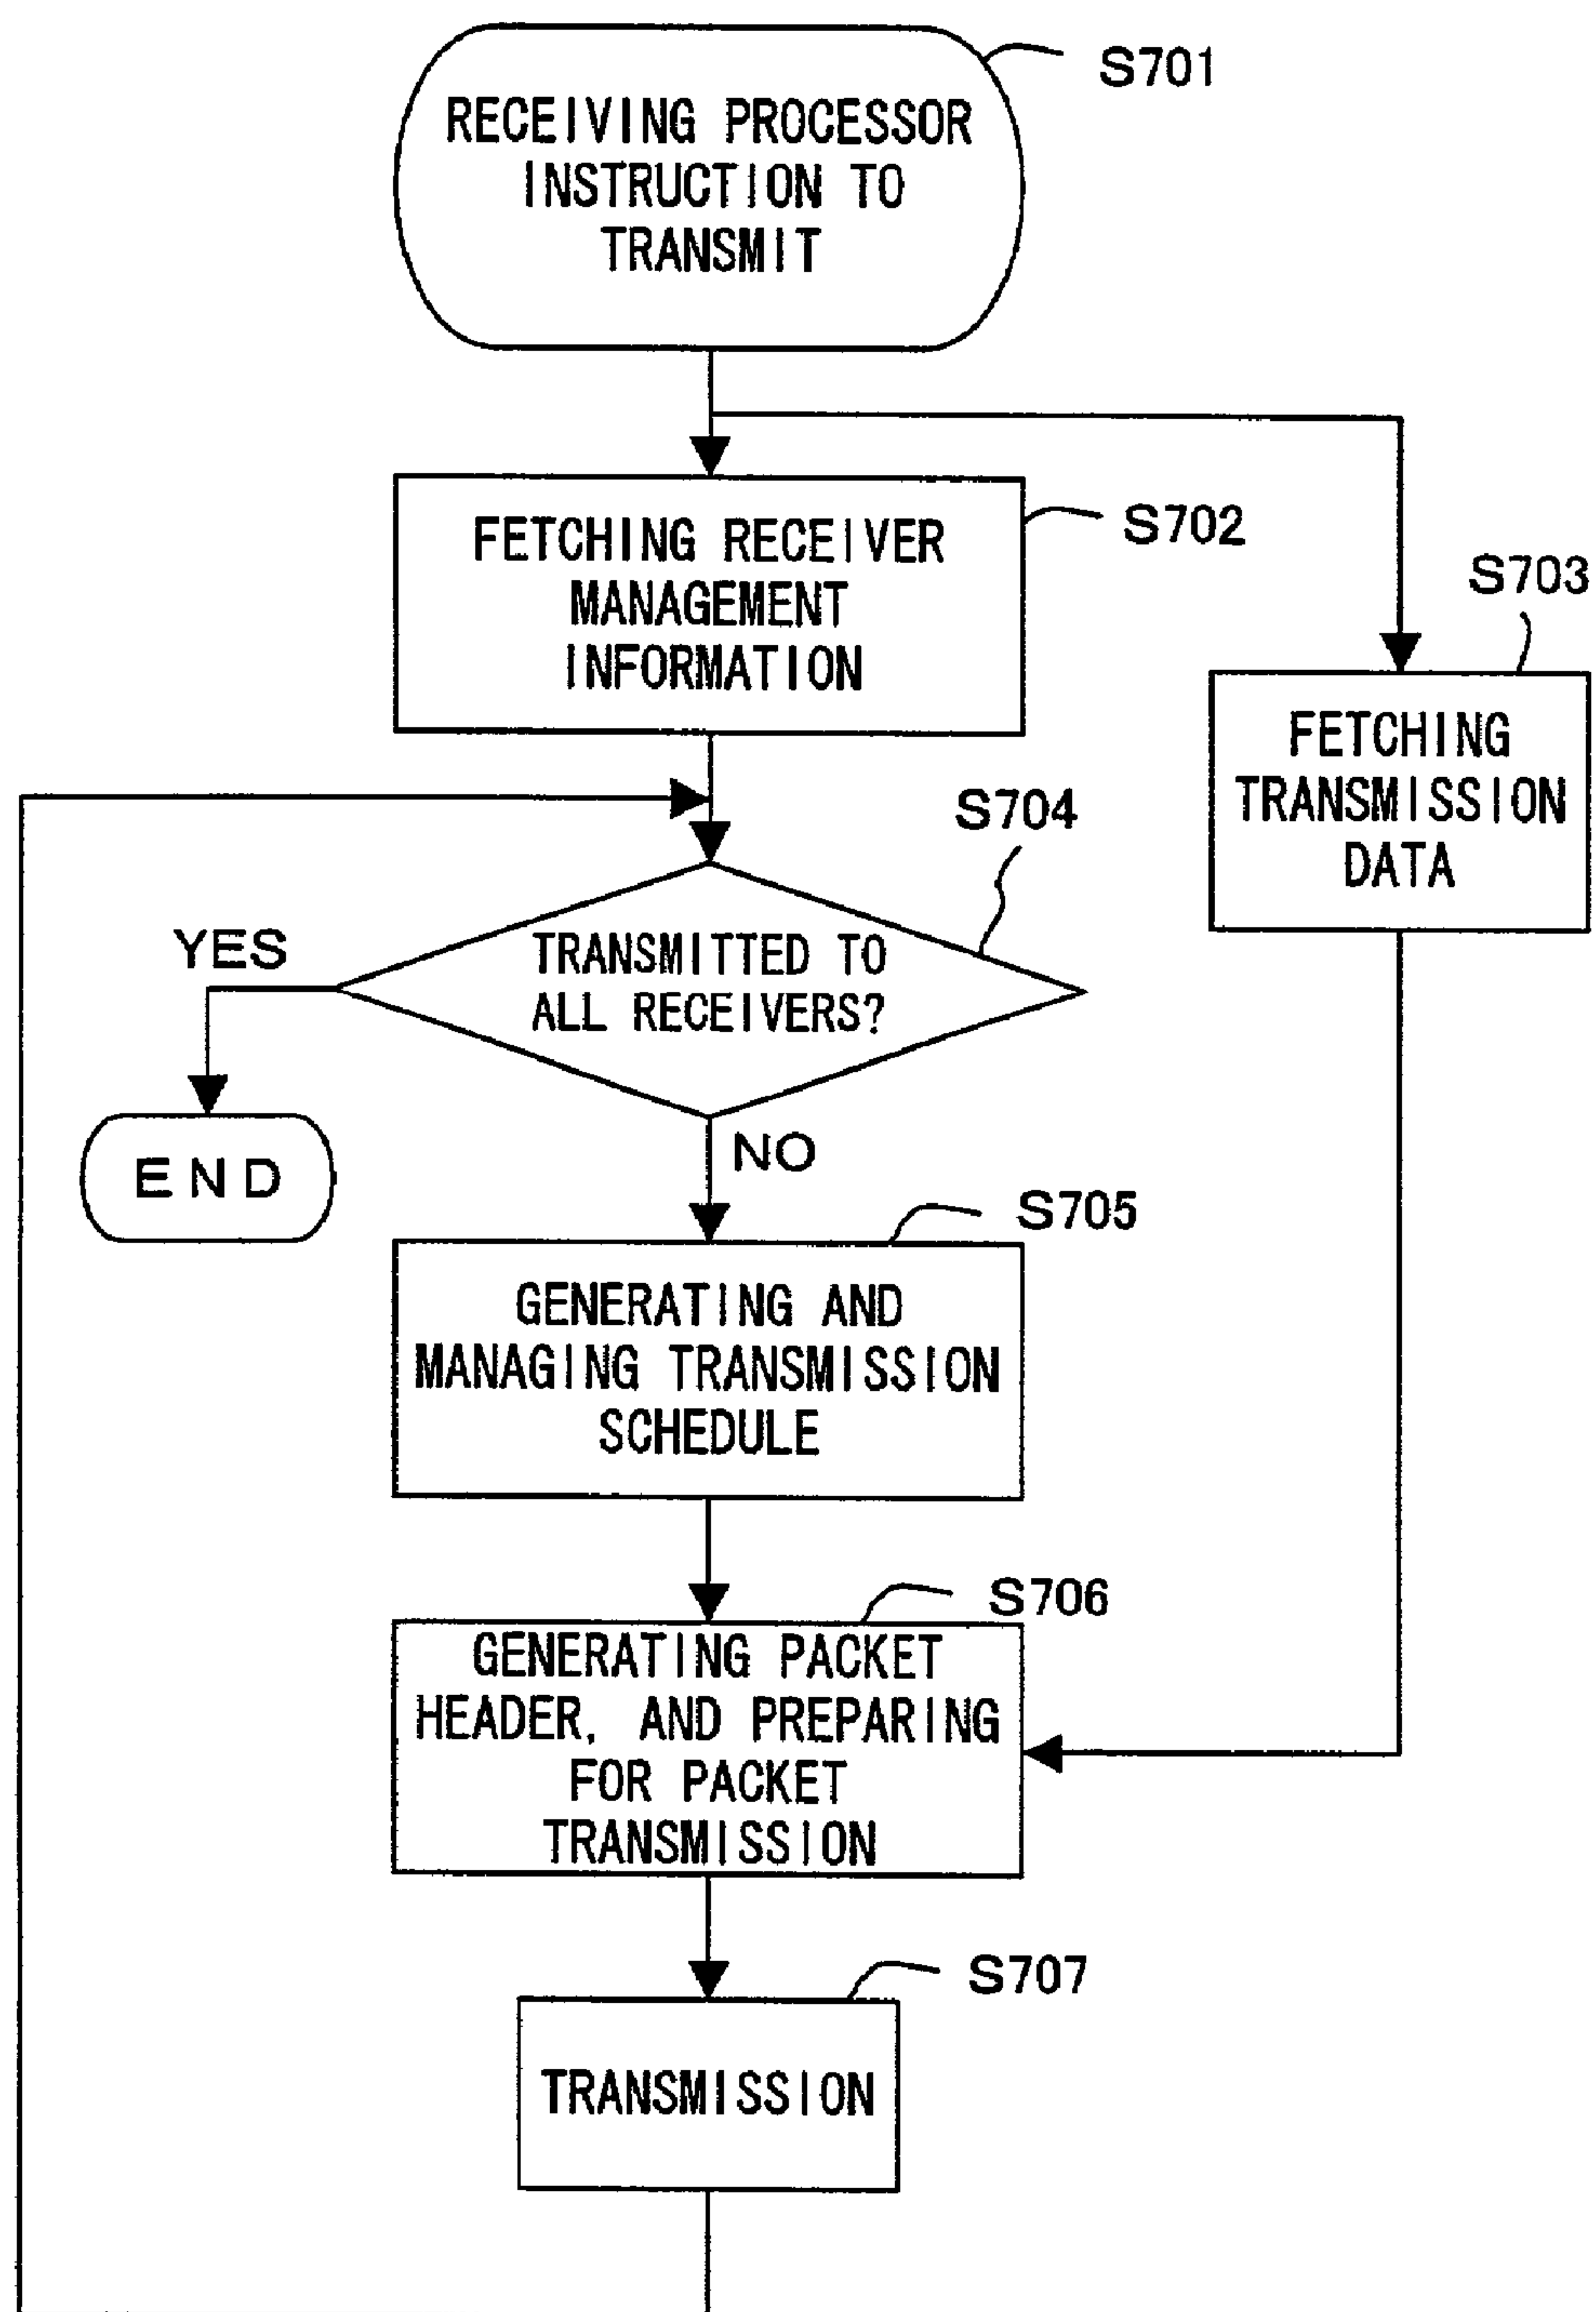 S701
RECEIVING PROCESSOR
INSTRUCTION TO
TRANSMIT
S702
FETCHING RECEIVER
MANAGEMENT
INFORMATION
S703
FETCHING
TRANSMISSION
DATA
S704
TRANSMITTED TO
ALL RECEIVERS?
YES
END
NO
S705
GENERATING AND
MANAGING TRANSMISSION
SCHEDULE
S706
GENERATING PACKET
HEADER, AND PREPARING
FOR PACKET
TRANSMISSION
S707
TRANSMISSION